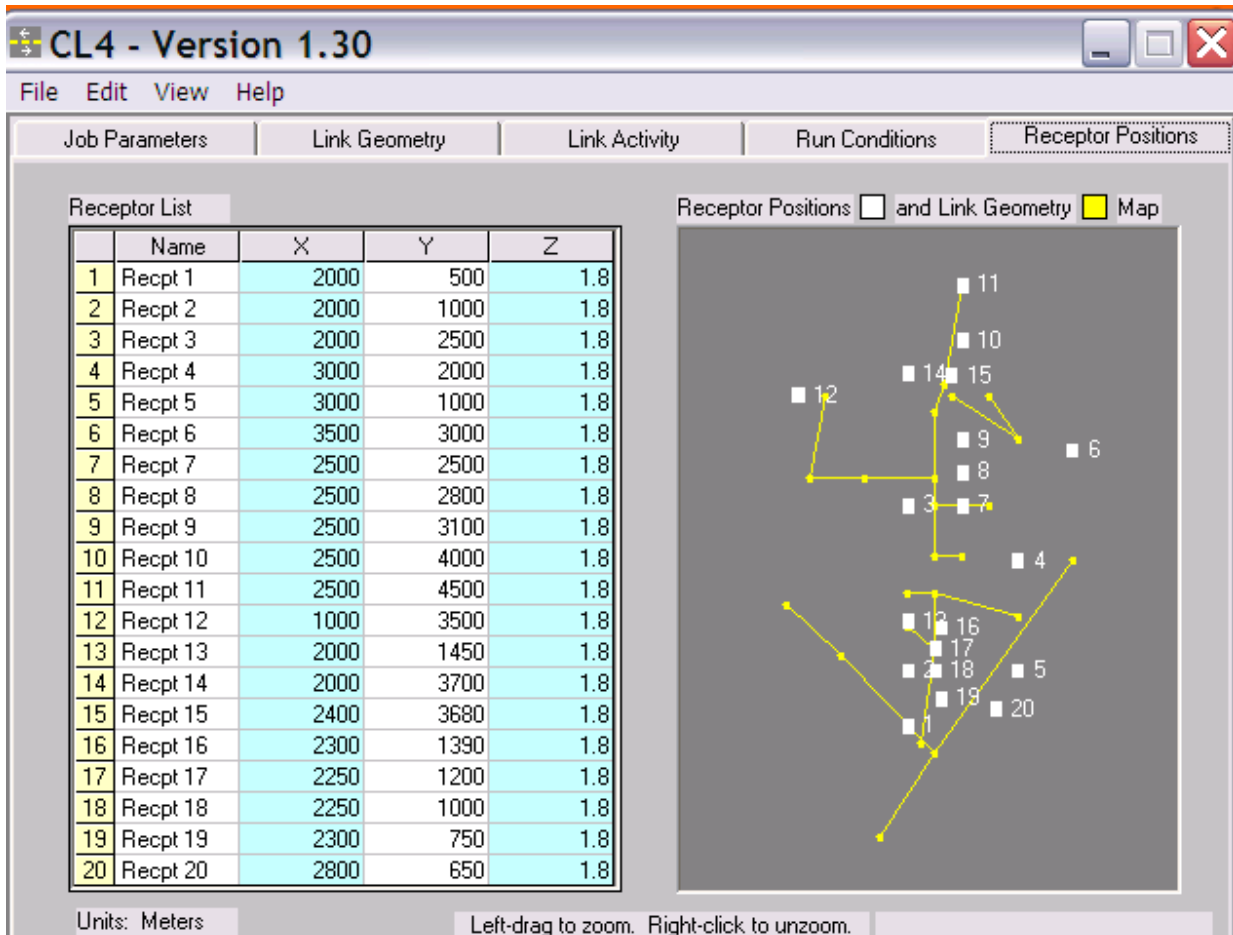 CL4 - Version 1.30
File Edit View Help
Job Parameters Link Geometry Link Activity Run Conditions Receptor Positions
Receptor List
Name X Y Z
1 Recpt 1 2000 500 1.8
2 Recpt 2 2000 1000 1.8
3 Recpt 3 2000 2500 1.8
4 Recpt 4 3000 2000 1.8
5 Recpt 5 3000 1000 1.8
6 Recpt 6 3500 3000 1.8
7 Recpt 7 2500 2500 1.8
8 Recpt 8 2500 2800 1.8
9 Recpt 9 2500 3100 1.8
10 Recpt 10 2500 4000 1.8
11 Recpt 11 2500 4500 1.8
12 Recpt 12 1000 3500 1.8
13 Recpt 13 2000 1450 1.8
14 Recpt 14 2000 3700 1.8
15 Recpt 15 2400 3680 1.8
16 Recpt 16 2300 1390 1.8
17 Recpt 17 2250 1200 1.8
18 Recpt 18 2250 1000 1.8
19 Recpt 19 2300 750 1.8
20 Recpt 20 2800 650 1.8
Units: Meters
Receptor Positions and Link Geometry Map
11
10
14 15
12
9
6
8
3 7
4
13 16
17
2 18 5
19 20
1
Left-drag to zoom. Right-click to unzoom.